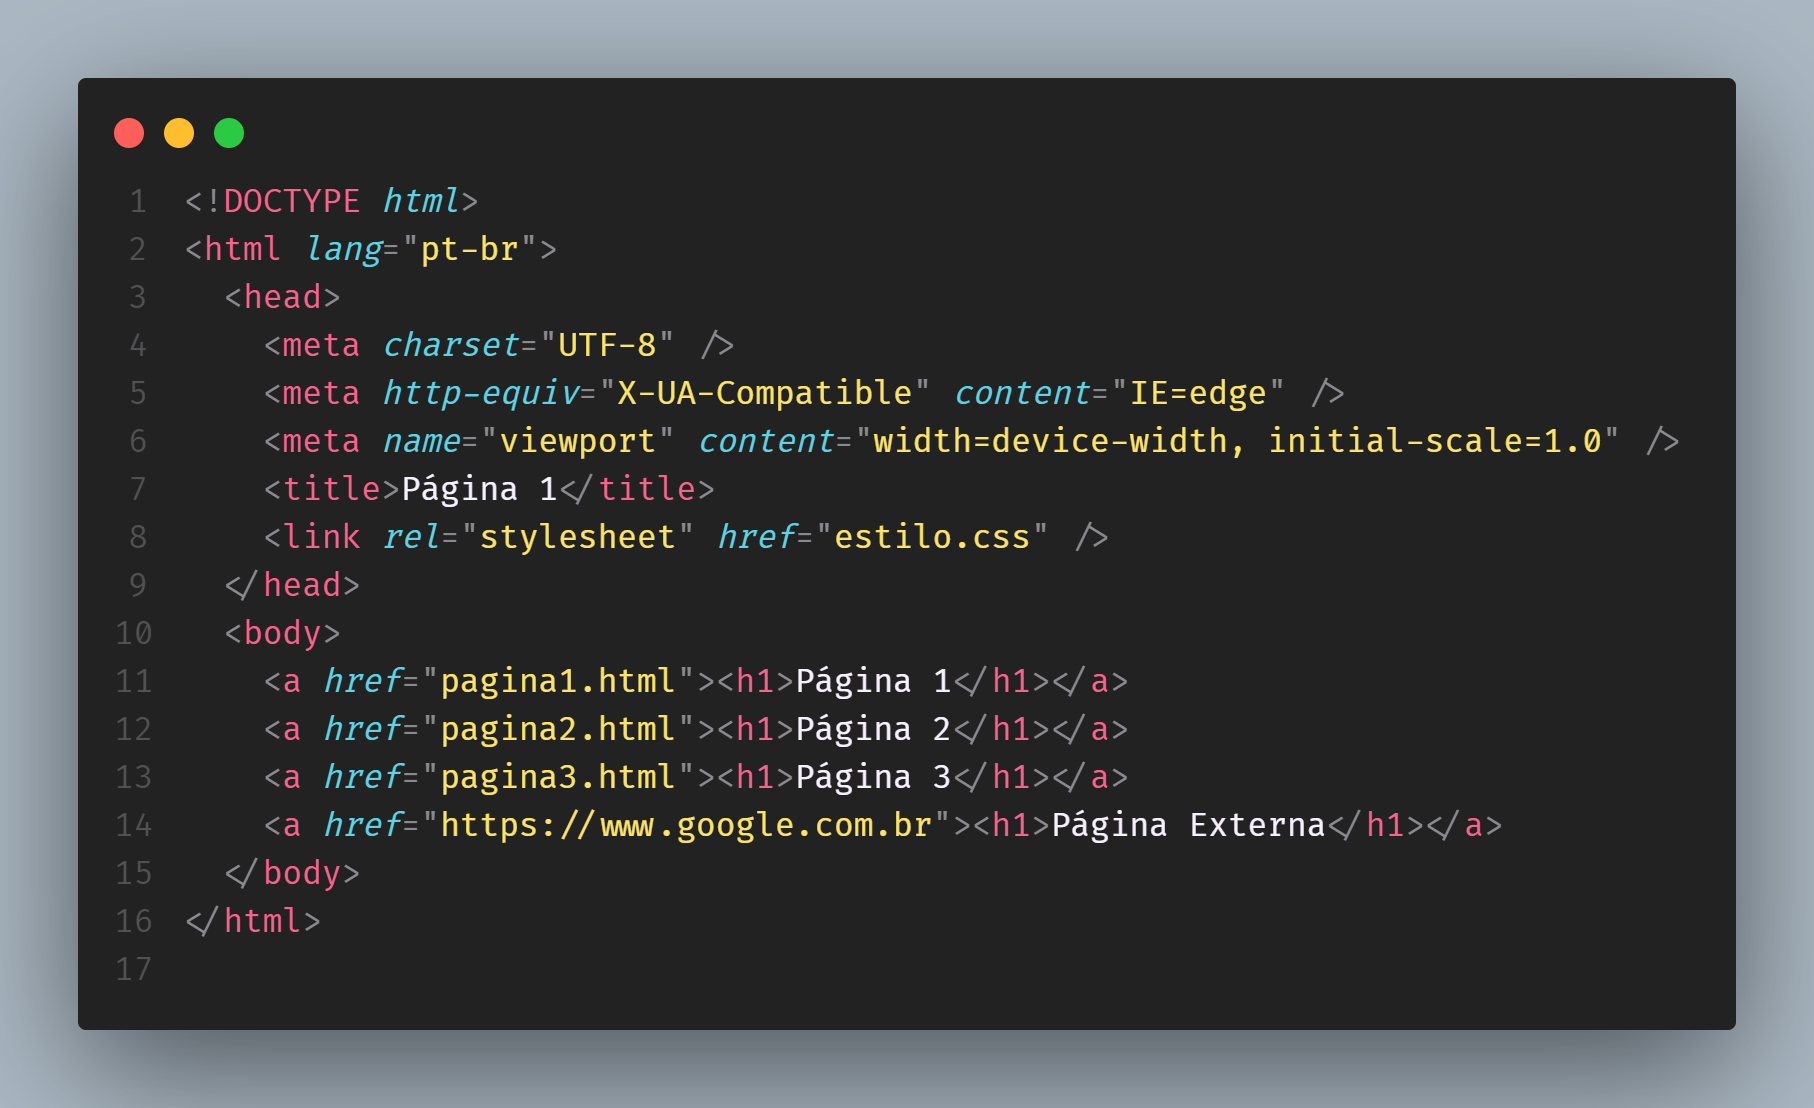 1 <!DOCTYPE html>
2 <html lang="pt-br">
3   <head>
4     <meta charset="UTF-8" />
5     <meta http-equiv="X-UA-Compatible" content="IE=edge" />
6     <meta name="viewport" content="width=device-width, initial-scale=1.0" />
7     <title>Página 1</title>
8     <link rel="stylesheet" href="estilo.css" />
9   </head>
10   <body>
11     <a href="pagina1.html"><h1>Página 1</h1></a>
12     <a href="pagina2.html"><h1>Página 2</h1></a>
13     <a href="pagina3.html"><h1>Página 3</h1></a>
14     <a href="https://www.google.com.br"><h1>Página Externa</h1></a>
15   </body>
16 </html>
17